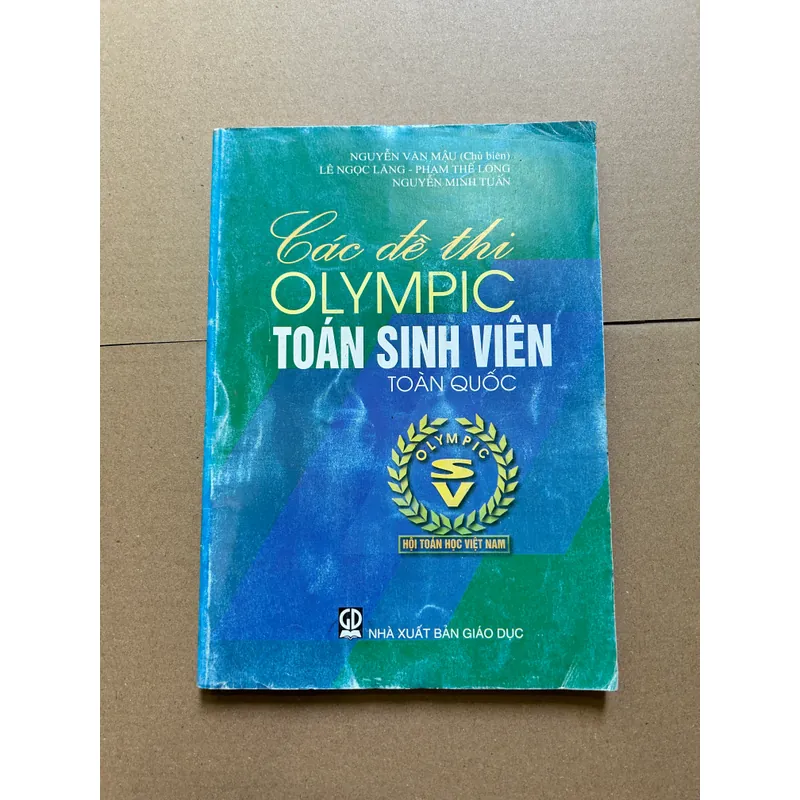 NGUYỄN VĂN MẬU (Chủ biên)
LÊ NGỌC LĂNG - PHẠM THẾ LONG
NGUYỄN MINH TUẤN
Các đề thi
OLYMPIC
TOÁN SINH VIÊN
TOÀN QUỐC
OLYMPIC
SV
HỘI TOÁN HỌC VIỆT NAM
GD
NHÀ XUẤT BẢN GIÁO DỤC